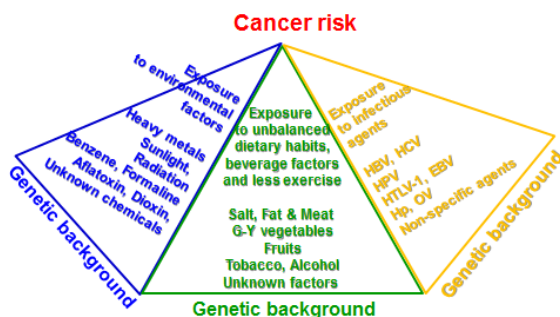 Cancer risk
Exposure
to environmental
factors
Heavy metals
Sunlight,
Radiation
Benzene, Formaline
Aflatoxin, Dioxin,
Unknown chemicals
Genetic background
Exposure
to unbalanced
dietary habits,
beverage factors
and less exercise
Salt, Fat & Meat
G-Y vegetables
Fruits
Tobacco, Alcohol
Unknown factors
Genetic background
Exposure
to infectious
agents
HBV, HCV
HPV
HTLV-1, EBV
Hp, OV
Non-specific agents
Genetic background